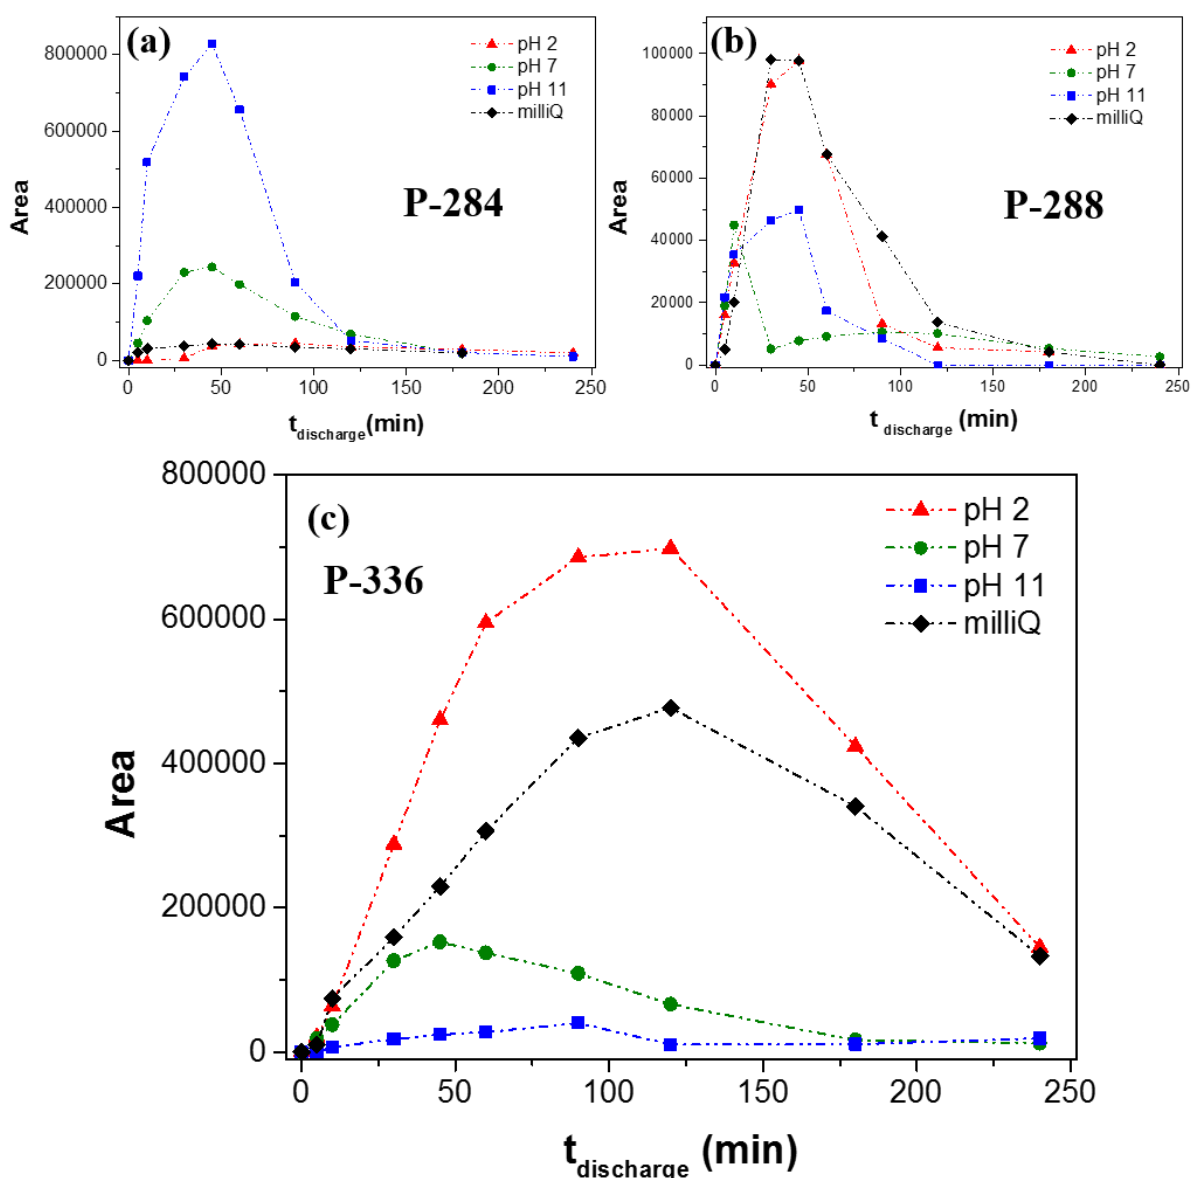 (a)
pH 2
pH 7
pH 11
milliQ
P-284
Area
800000
600000
400000
200000
0
0 50 100 150 200 250
tdischarge(min)
(b)
pH 2
pH 7
pH 11
milliQ
P-288
Area
100000
80000
60000
40000
20000
0
0 50 100 150 200 250
t discharge (min)
(c)
pH 2
pH 7
pH 11
milliQ
P-336
Area
800000
600000
400000
200000
0
0 50 100 150 200 250
tdischarge (min)